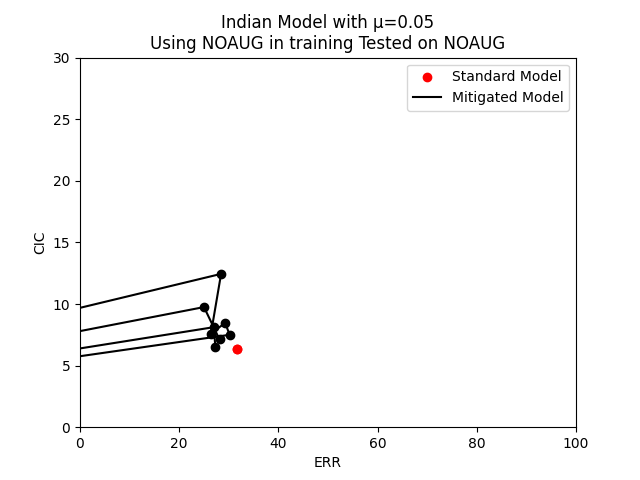 Indian Model with μ=0.05
Using NOAUG in training Tested on NOAUG
Standard Model
Mitigated Model
CIC
30
25
20
15
10
5
0
0 20 40 60 80 100
ERR